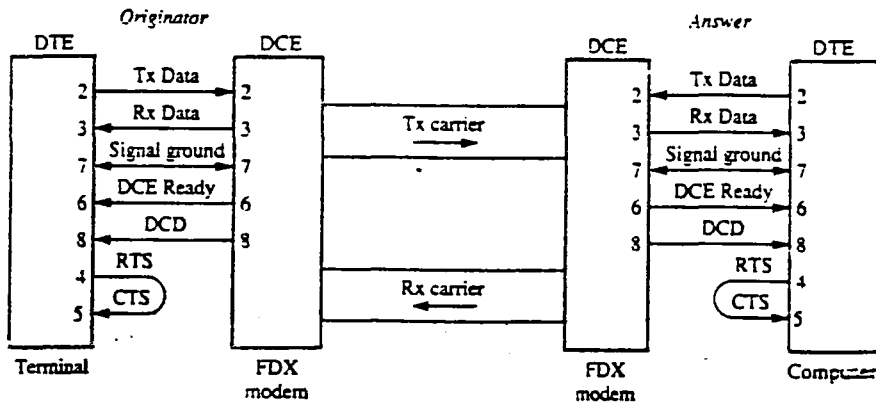 Originator
Answer
DTE
DCE
DCE
DTE
2 Tx Data 2
2 Tx Data 2
3 Rx Data 3
Tx carrier
3 Rx Data 3
7 Signal ground 7
7 Signal ground 7
6 DCE Ready 6
6 DCE Ready 6
8 DCD 8
8 DCD 8
4 RTS
RTS 4
Rx carrier
5 CTS
CTS 5
Terminal
FDX
modem
FDX
modem
Computer